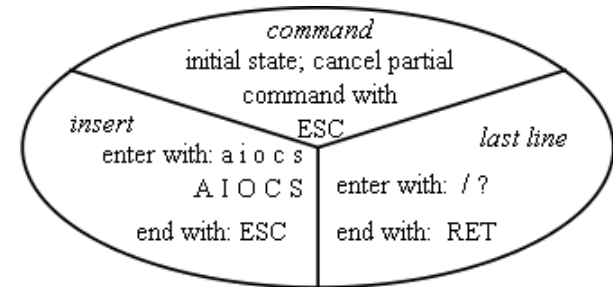 command
initial state; cancel partial
command with
ESC
insert
enter with: a i o c s
A I O C S
end with: ESC
last line
enter with: / ?
end with: RET